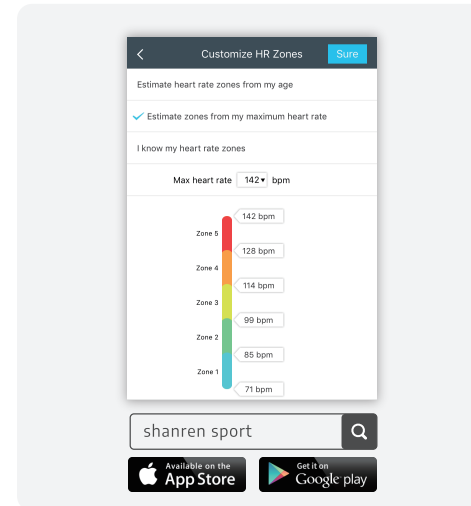 Customize HR Zones Sure
Estimate heart rate zones from my age
Estimate zones from my maximum heart rate
I know my heart rate zones
Max heart rate 142 bpm
142 bpm
Zone 5
128 bpm
Zone 4
114 bpm
Zone 3
99 bpm
Zone 2
85 bpm
Zone 1
71 bpm
shanren sport
Available on the
App Store
Get it on
Google play